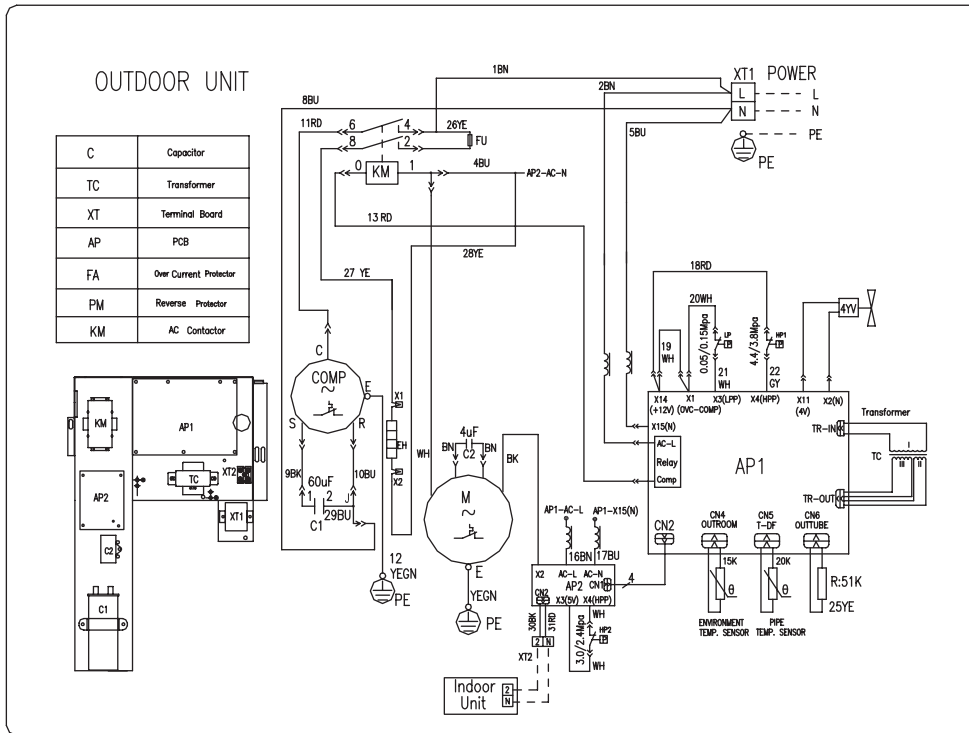 OUTDOOR UNIT
C Capacitor
TC Transformer
XT Terminal Board
AP PCB
FA Over Current Protector
PM Reverse Protector
KM AC Contactor
1BN
XT1 POWER
2BN
L L
N N
8BU
5BU
PE
PE
11RD
6 4
26YE
FU
8 2
0 KM 1
4BU
AP2-AC-N
13 RD
28YE
27 YE
18RD
20WH
0.05/0.15Mpa
LP
P
4.4/3.8Mpa
HP1
P
4YV
19
WH
21
WH
22
GY
C
COMP
~
E
S R
X1
EH
X2
9BK
60uF
10BU
1 2
J
C1
29BU
WH
4uF
BN BN
C2
BK
M
~
E
12
YEGN
PE
YEGN
PE
X14
(+12V)
X1
(OVC-COMP)
X3(LPP)
X4(HPP)
X11
(4V)
X2(N)
X15(N)
AC-L
Relay
Comp
AP1
TR-IN
Transformer
TC
I
III II
TR-OUT
CN2
CN4
OUTROOM
CN5
T-DF
CN6
OUTTUBE
15K
θ
20K
θ
R:51K
25YE
ENVIRONMENT
TEMP. SENSOR
PIPE
TEMP. SENSOR
AP1-AC-L AP1-X15(N)
16BN 17BU
X2 AC-L AC-N
AP2 CN1
CN2
X3(5V) X4(HPP)
4
30BK
31RD
3.0/2.4Mpa
WH
HP2
P
WH
2 N
XT2
Indoor
Unit
2
N
KM
AP1
AP2
TC
XT2
XT1
C2
C1